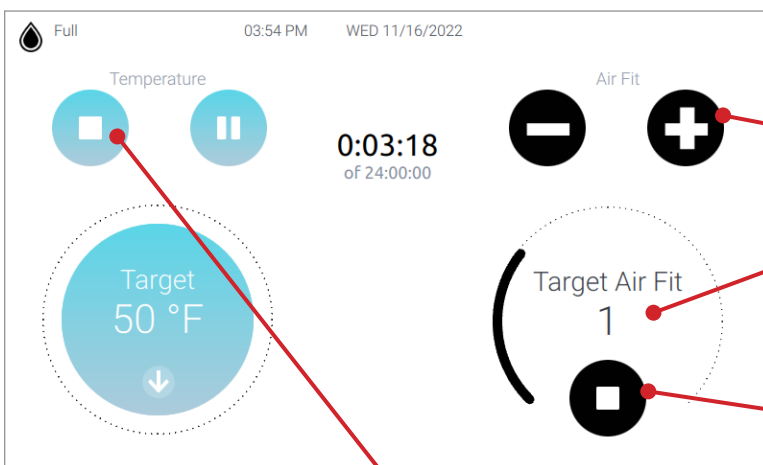 Full 03:54 PM WED 11/16/2022
Temperature
Air Fit
0:03:18
of 24:00:00
Target
50 °F
Target Air Fit
1